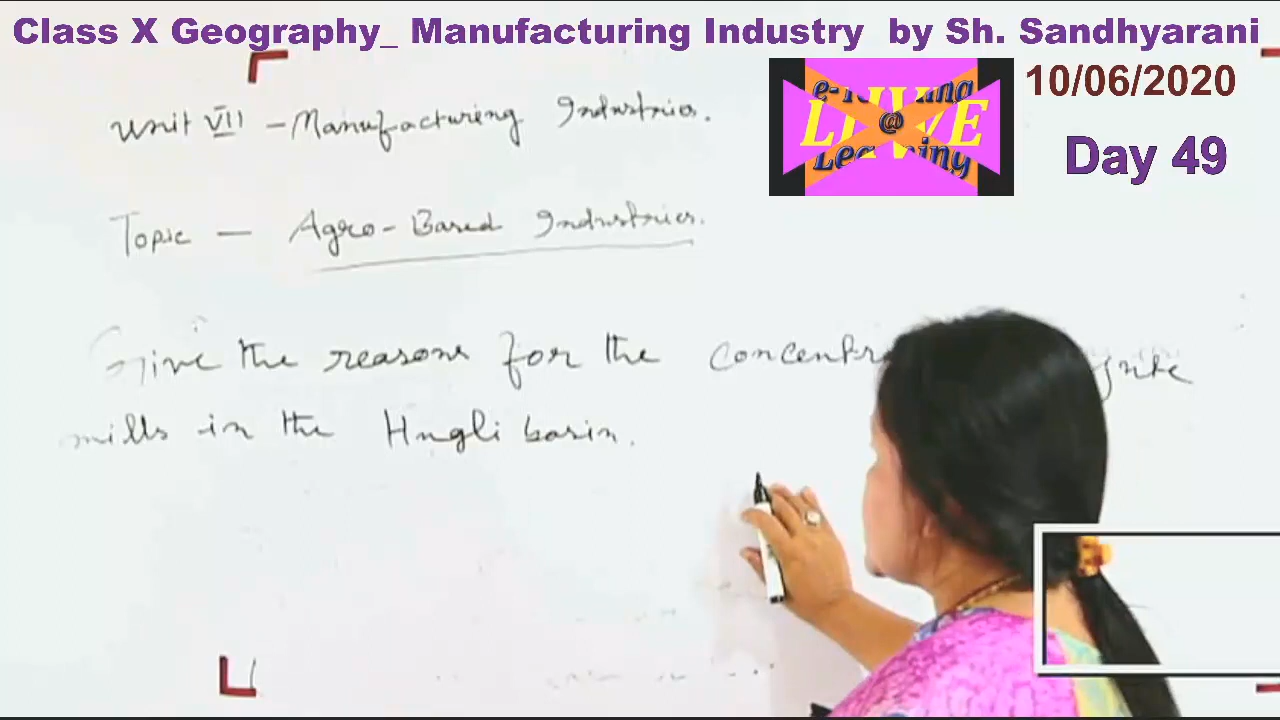 Class X Geography_ Manufacturing Industry by Sh. Sandhyarani
10/06/2020
Day 49
LIVE
@
Unit VII - Manufacturing Industries.
Topic - Agro-Based Industries.
Give the reasons for the
mills in the Hugli basin.